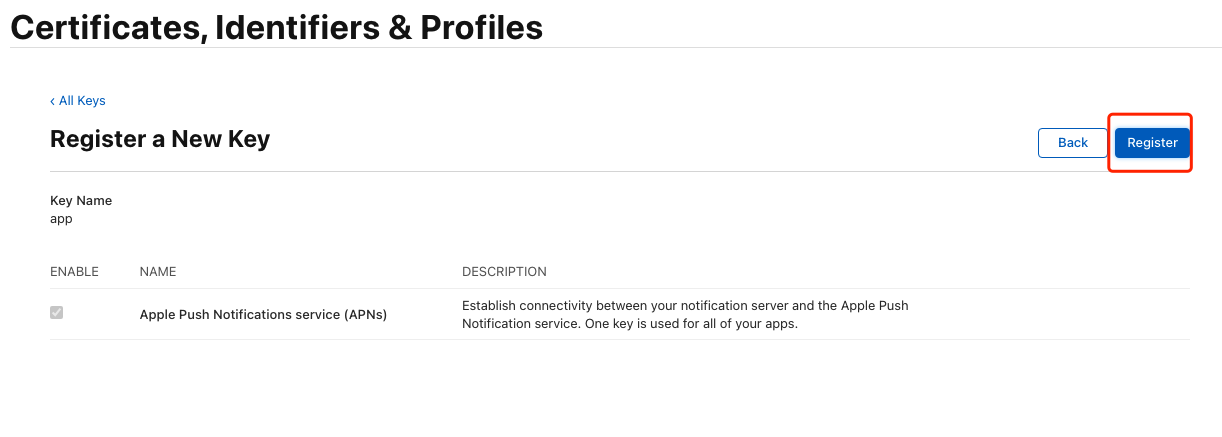 Certificates, Identifiers & Profiles
‹ All Keys
Register a New Key
Back
Register
Key Name
app
ENABLE NAME DESCRIPTION
Apple Push Notifications service (APNs)
Establish connectivity between your notification server and the Apple Push
Notification service. One key is used for all of your apps.